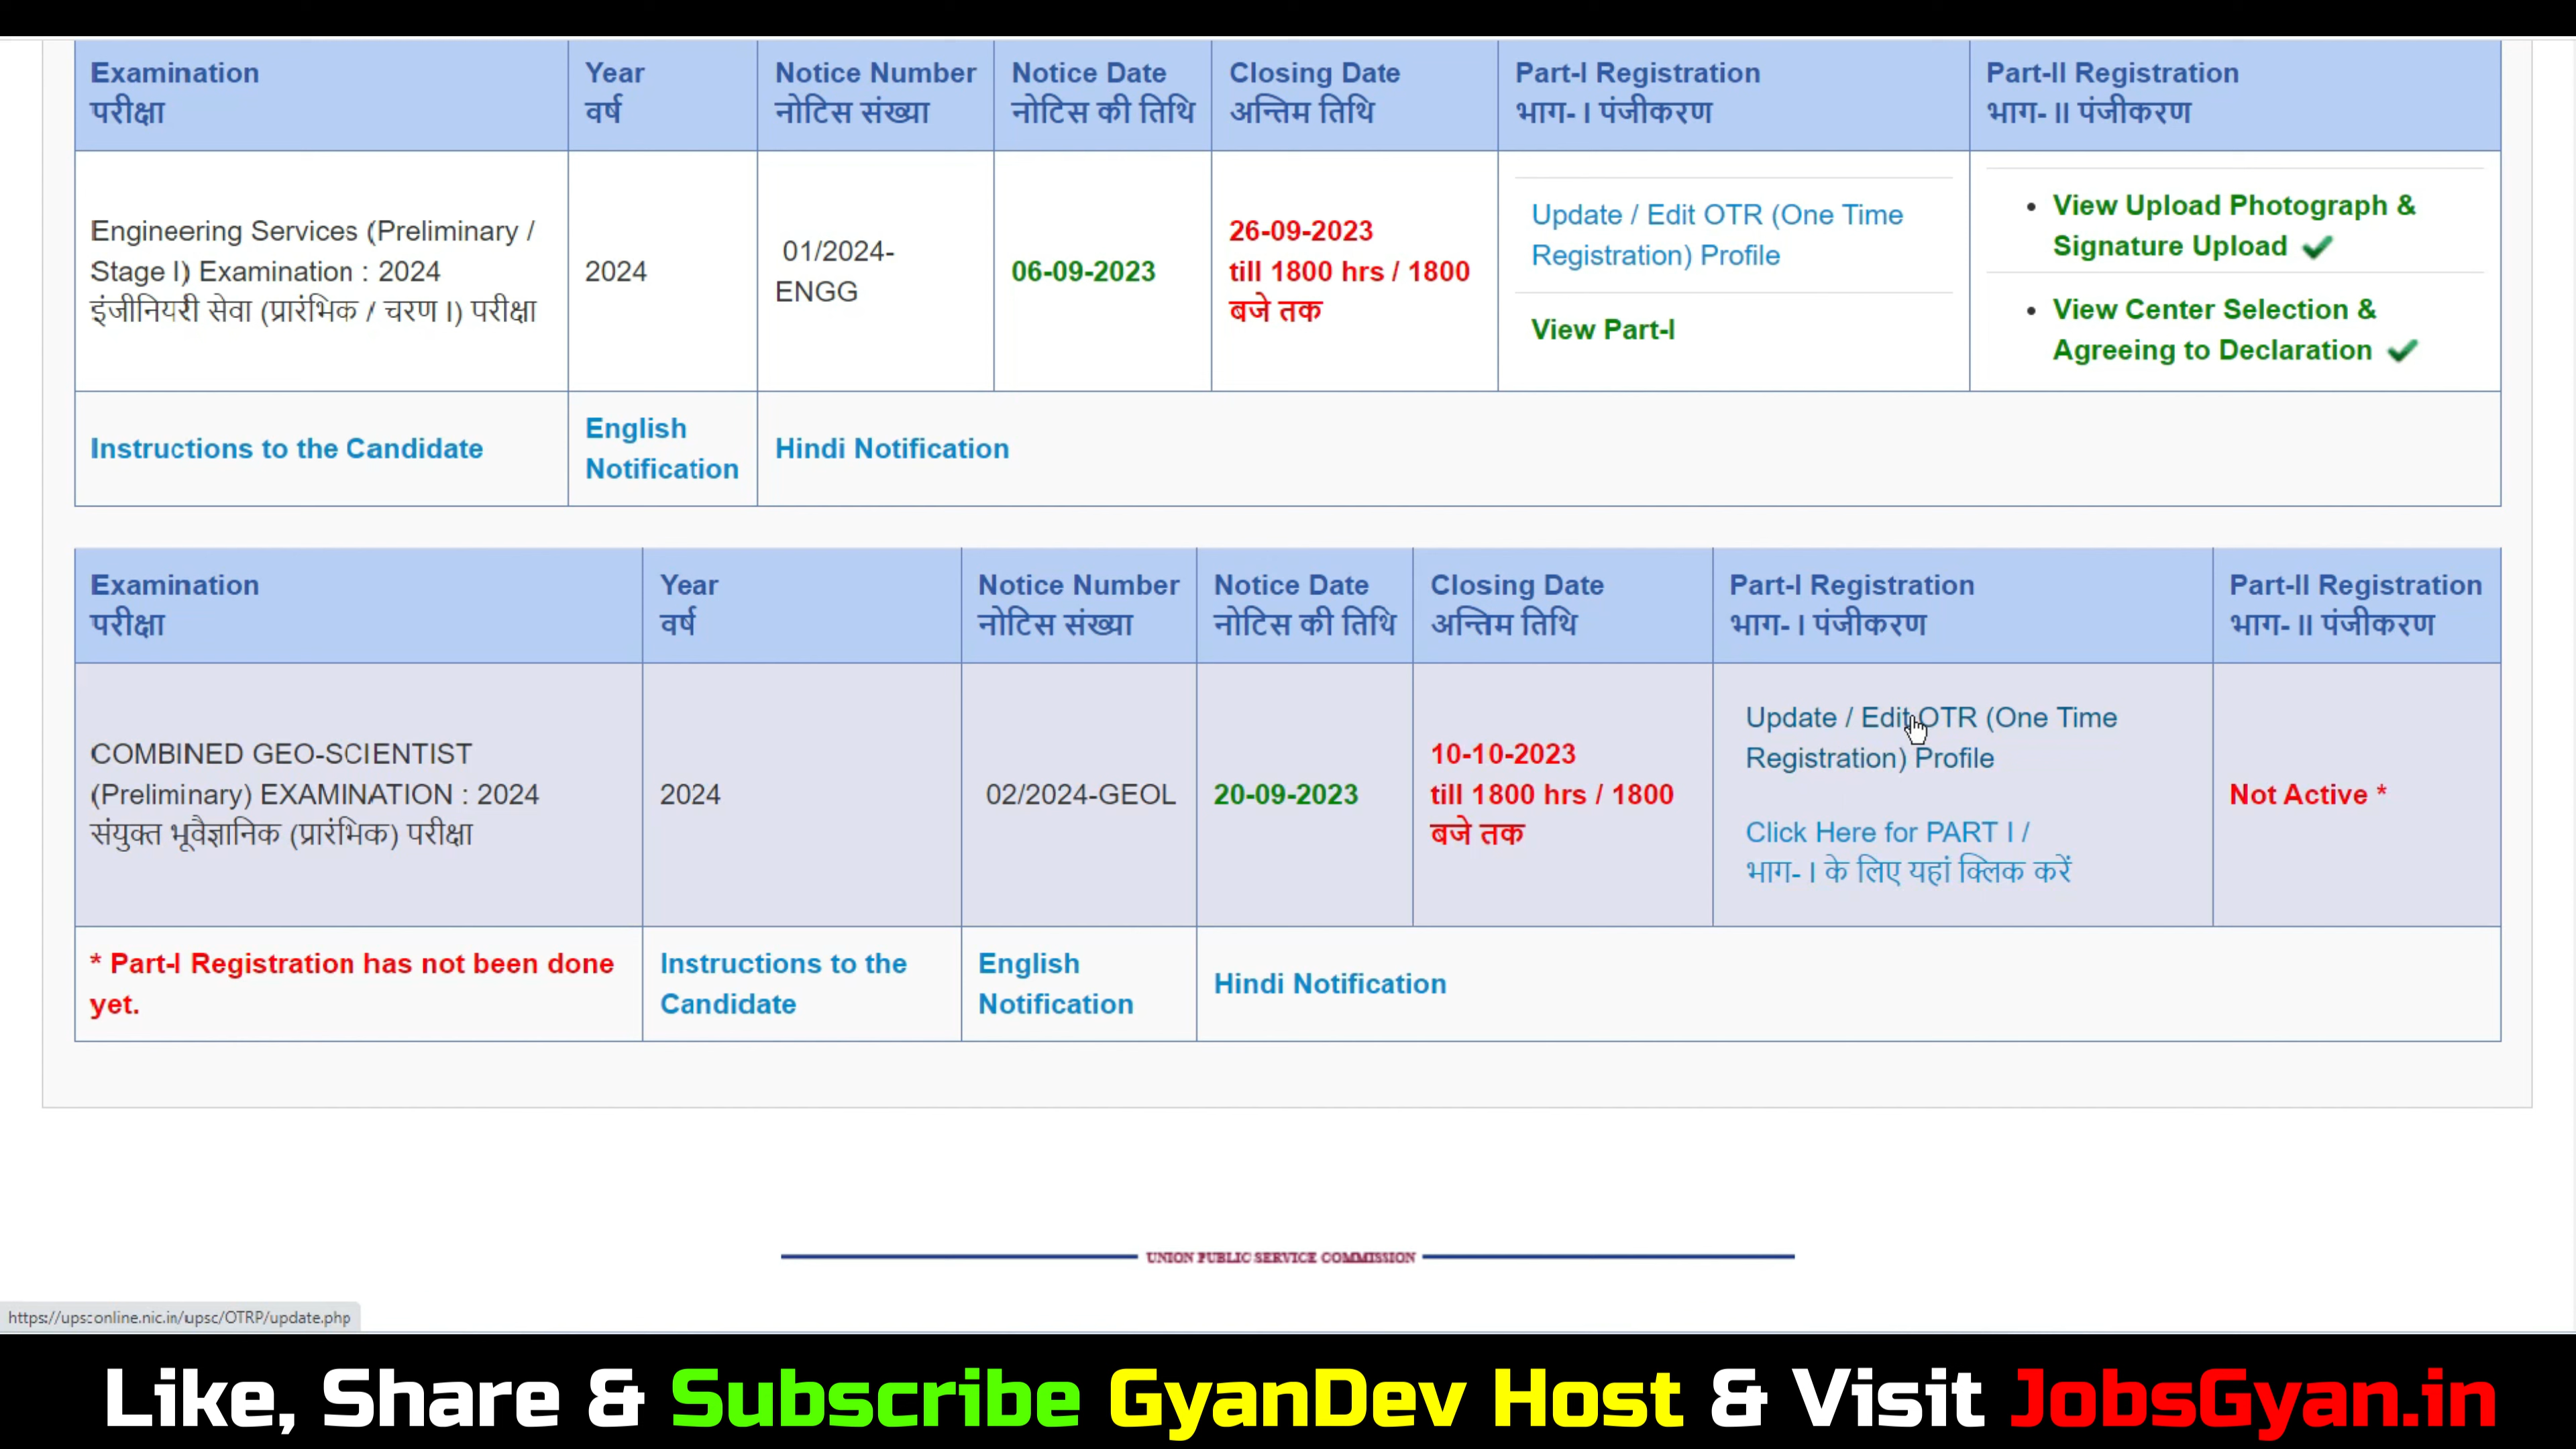 Examination
परीक्षा
Year
वर्ष
Notice Number
नोटिस संख्या
Notice Date
नोटिस की तिथि
Closing Date
अन्तिम तिथि
Part-I Registration
भाग- I पंजीकरण
Part-II Registration
भाग- II पंजीकरण
Engineering Services (Preliminary /
Stage I) Examination : 2024
इंजीनियरी सेवा (प्रारंभिक / चरण I) परीक्षा
2024
01/2024-
ENGG
06-09-2023
26-09-2023
till 1800 hrs / 1800
बजे तक
Update / Edit OTR (One Time
Registration) Profile
View Part-I
• View Upload Photograph &
Signature Upload ✔
• View Center Selection &
Agreeing to Declaration ✔
Instructions to the Candidate
English
Notification
Hindi Notification
Examination
परीक्षा
Year
वर्ष
Notice Number
नोटिस संख्या
Notice Date
नोटिस की तिथि
Closing Date
अन्तिम तिथि
Part-I Registration
भाग- I पंजीकरण
Part-II Registration
भाग- II पंजीकरण
COMBINED GEO-SCIENTIST
(Preliminary) EXAMINATION : 2024
संयुक्त भूवैज्ञानिक (प्रारंभिक) परीक्षा
2024
02/2024-GEOL
20-09-2023
10-10-2023
till 1800 hrs / 1800
बजे तक
Update / Edit OTR (One Time
Registration) Profile
Click Here for PART I /
भाग- I के लिए यहां क्लिक करें
Not Active *
* Part-I Registration has not been done
yet.
Instructions to the
Candidate
English
Notification
Hindi Notification
UNION PUBLIC SERVICE COMMISSION
https://upsconline.nic.in/upsc/OTRP/update.php
Like, Share & Subscribe GyanDev Host & Visit JobsGyan.in